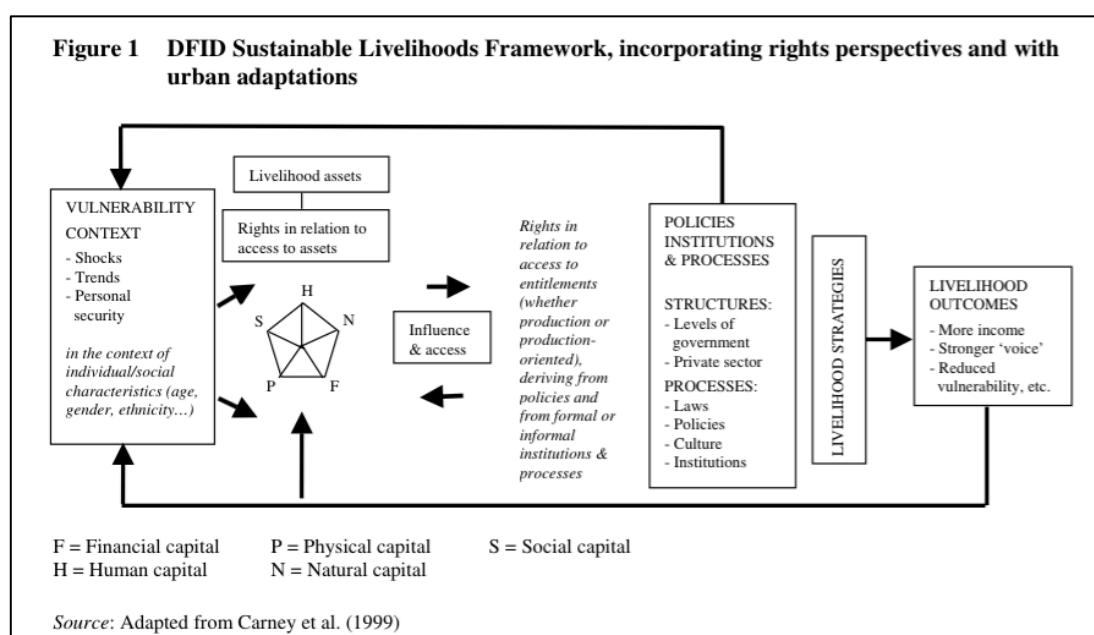 Figure 1 DFID Sustainable Livelihoods Framework, incorporating rights perspectives and with
urban adaptations
VULNERABILITY
CONTEXT
- Shocks
- Trends
- Personal
security
in the context of
individual/social
characteristics (age,
gender, ethnicity…)
Livelihood assets
Rights in relation to
access to assets
H
S
N
P
F
Influence
& access
Rights in
relation to
access to
entitlements
(whether
production or
production-
oriented),
deriving from
policies and
from formal or
informal
institutions &
processes
POLICIES
INSTITUTIONS
& PROCESSES
STRUCTURES:
- Levels of
government
- Private sector
PROCESSES:
- Laws
- Policies
- Culture
- Institutions
LIVELIHOOD STRATEGIES
LIVELIHOOD
OUTCOMES
- More income
- Stronger ‘voice’
- Reduced
vulnerability, etc.
F = Financial capital P = Physical capital S = Social capital
H = Human capital N = Natural capital
Source: Adapted from Carney et al. (1999)